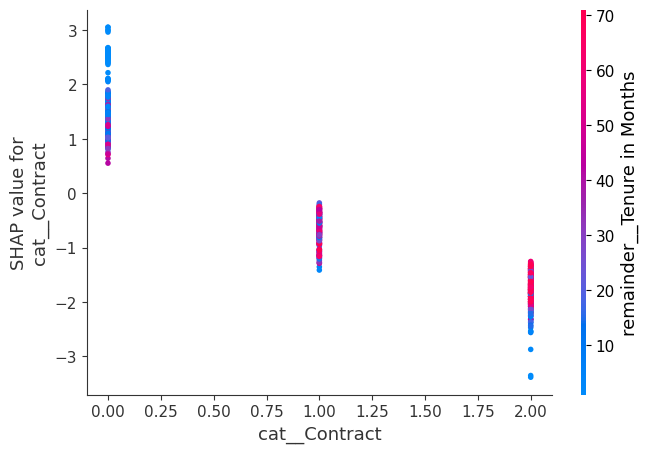 3
2
1
0
−1
−2
−3
SHAP value for
cat__Contract
0.00 0.25 0.50 0.75 1.00 1.25 1.50 1.75 2.00
cat__Contract
70
60
50
40
30
20
10
remainder__Tenure in Months